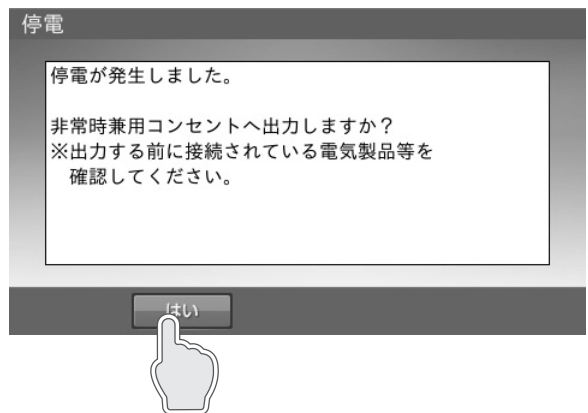 停電
停電が発生しました。
非常時兼用コンセントへ出力しますか？
※出力する前に接続されている電気製品等を
確認してください。
はい